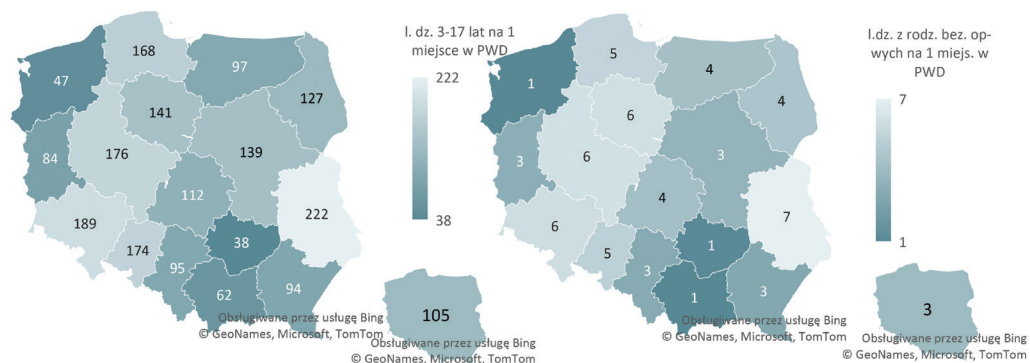 l. dz. 3-17 lat na 1
miejsce w PWD
222
38
168
47
97
127
141
84
176
139
112
189
222
174
38
95
62
94
Obsługiwane przez usługę Bing
© GeoNames, Microsoft, TomTom
105
Obsługiwane przez usługę Bing
© GeoNames, Microsoft, TomTom
l.dz. z rodz. bez. op-
wych na 1 miejs. w
PWD
7
1
5
1
4
4
6
3
6
3
4
6
7
5
1
3
1
3
Obsługiwane przez usługę Bing
© GeoNames, Microsoft, TomTom
3
Obsługiwane przez usługę Bing
© GeoNames, Microsoft, TomTom